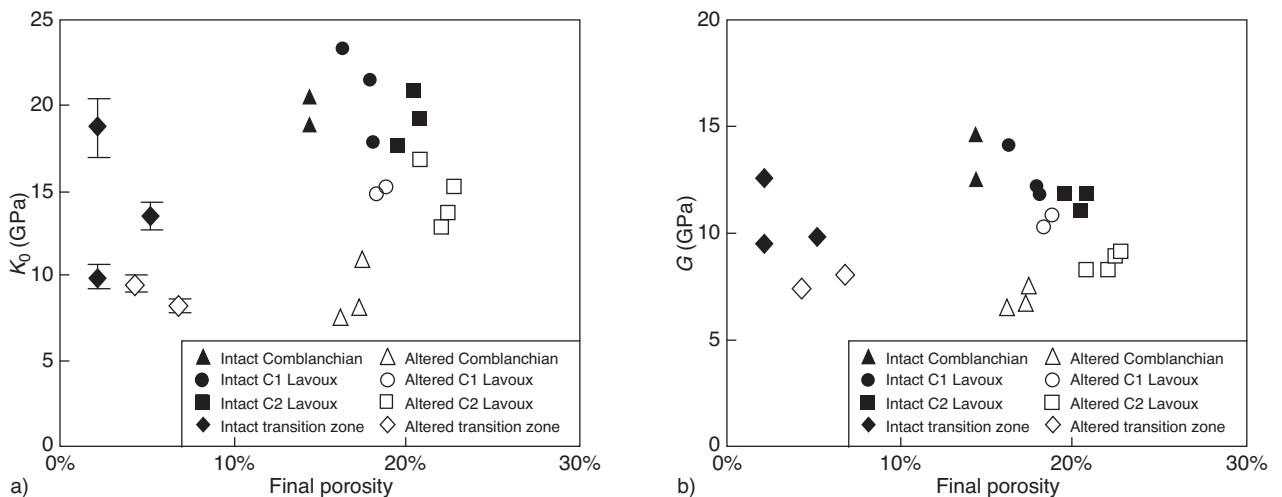 25
20
15
10
5
0
K0 (GPa)
0%
10%
20%
30%
Final porosity
a)
Intact Comblanchian
Altered Comblanchian
Intact C1 Lavoux
Altered C1 Lavoux
Intact C2 Lavoux
Altered C2 Lavoux
Intact transition zone
Altered transition zone
20
15
10
5
0
G (GPa)
0%
10%
20%
30%
Final porosity
b)
Intact Comblanchian
Altered Comblanchian
Intact C1 Lavoux
Altered C1 Lavoux
Intact C2 Lavoux
Altered C2 Lavoux
Intact transition zone
Altered transition zone